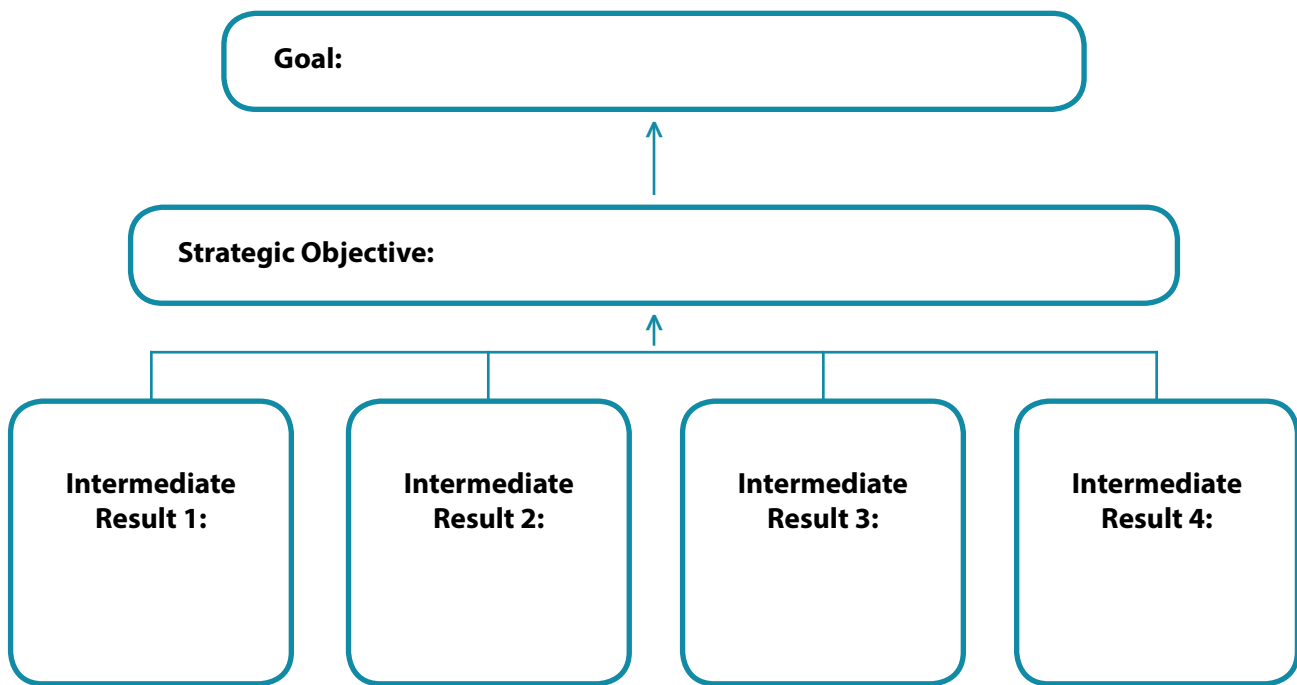 Goal:
Strategic Objective:
Intermediate
Result 1:
Intermediate
Result 2:
Intermediate
Result 3:
Intermediate
Result 4: